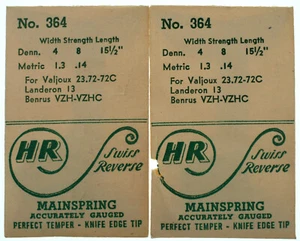 No. 364
Width Strength Length
Denn. 4 8 15½"
Metric 1.3 .14
For Valjoux 23.72-72C
Landeron 13
Benrus VZH-VZHC
HR
Swiss
Reverse
MAINSPRING
ACCURATELY GAUGED
PERFECT TEMPER - KNIFE EDGE TIP
No. 364
Width Strength Length
Denn. 4 8 15½"
Metric 1.3 .14
For Valjoux 23.72-72C
Landeron 13
Benrus VZH-VZHC
HR
Swiss
Reverse
MAINSPRING
ACCURATELY GAUGED
PERFECT TEMPER - KNIFE EDGE TIP